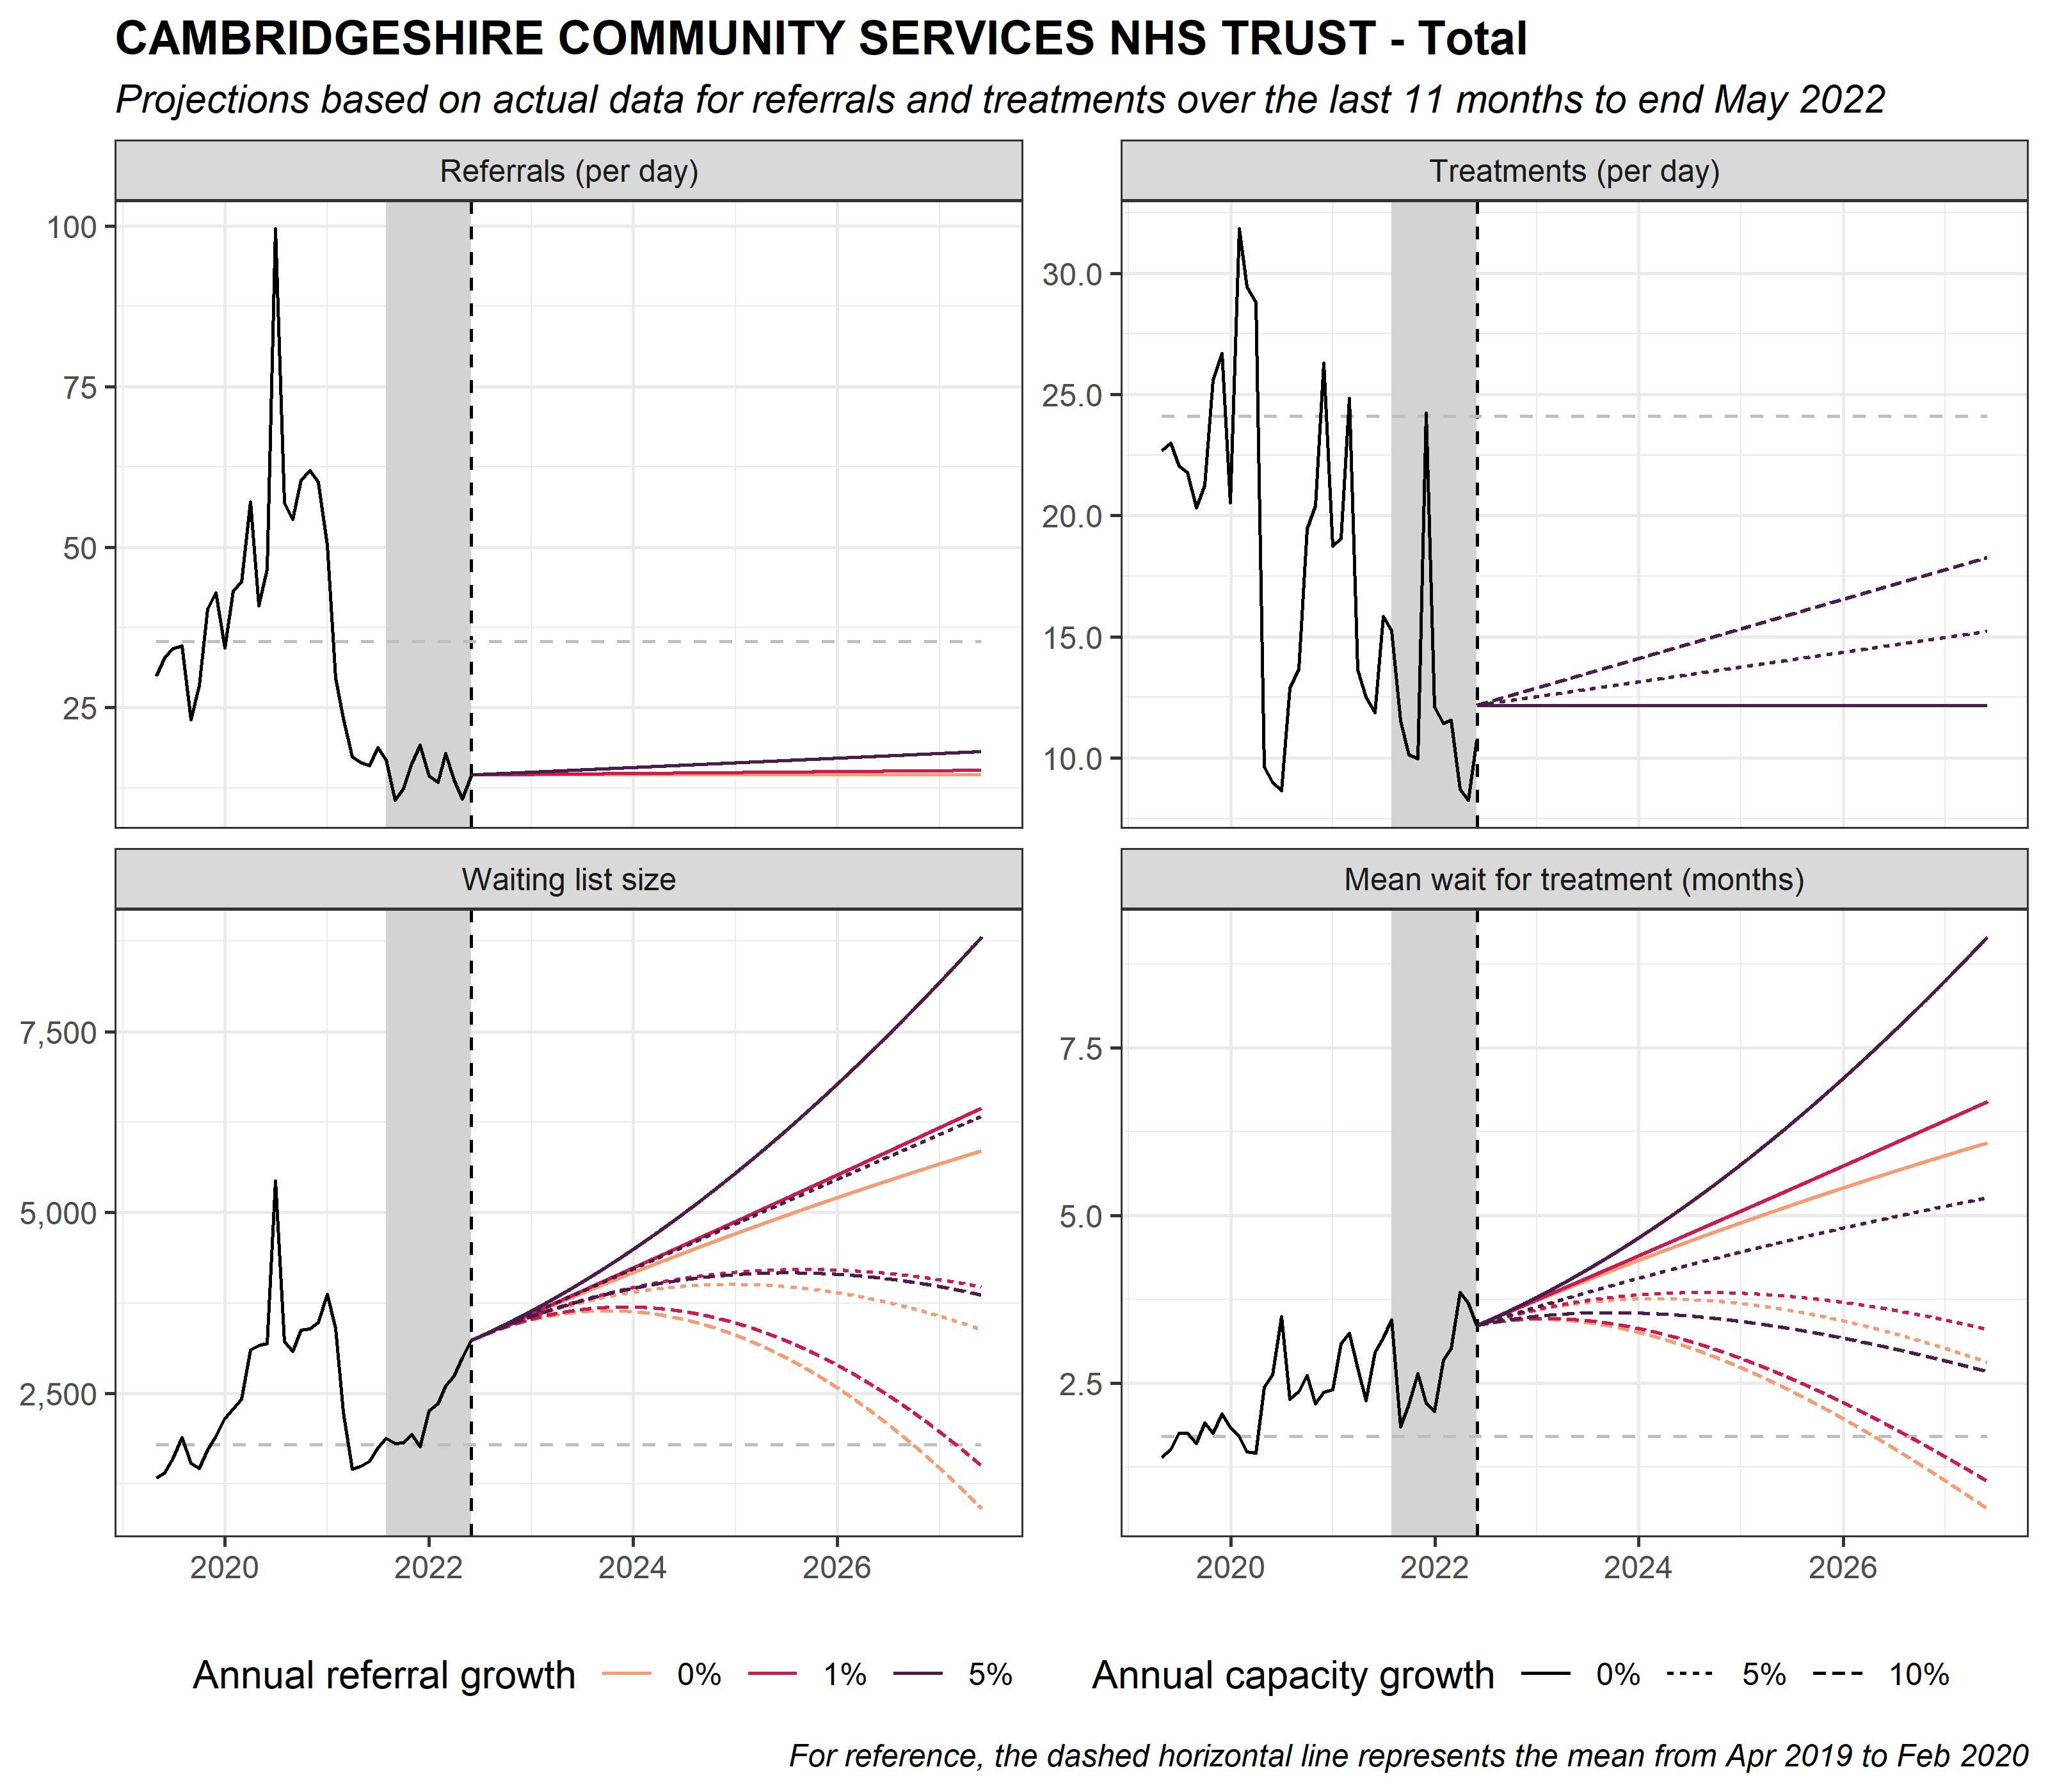 CAMBRIDGESHIRE COMMUNITY SERVICES NHS TRUST - Total
Projections based on actual data for referrals and treatments over the last 11 months to end May 2022
Referrals (per day)
100
75
50
25
Treatments (per day)
30.0
25.0
20.0
15.0
10.0
Waiting list size
7,500
5,000
2,500
2020 2022 2024 2026
Mean wait for treatment (months)
7.5
5.0
2.5
2020 2022 2024 2026
Annual referral growth 0% 1% 5%
Annual capacity growth 0% 5% 10%
For reference, the dashed horizontal line represents the mean from Apr 2019 to Feb 2020